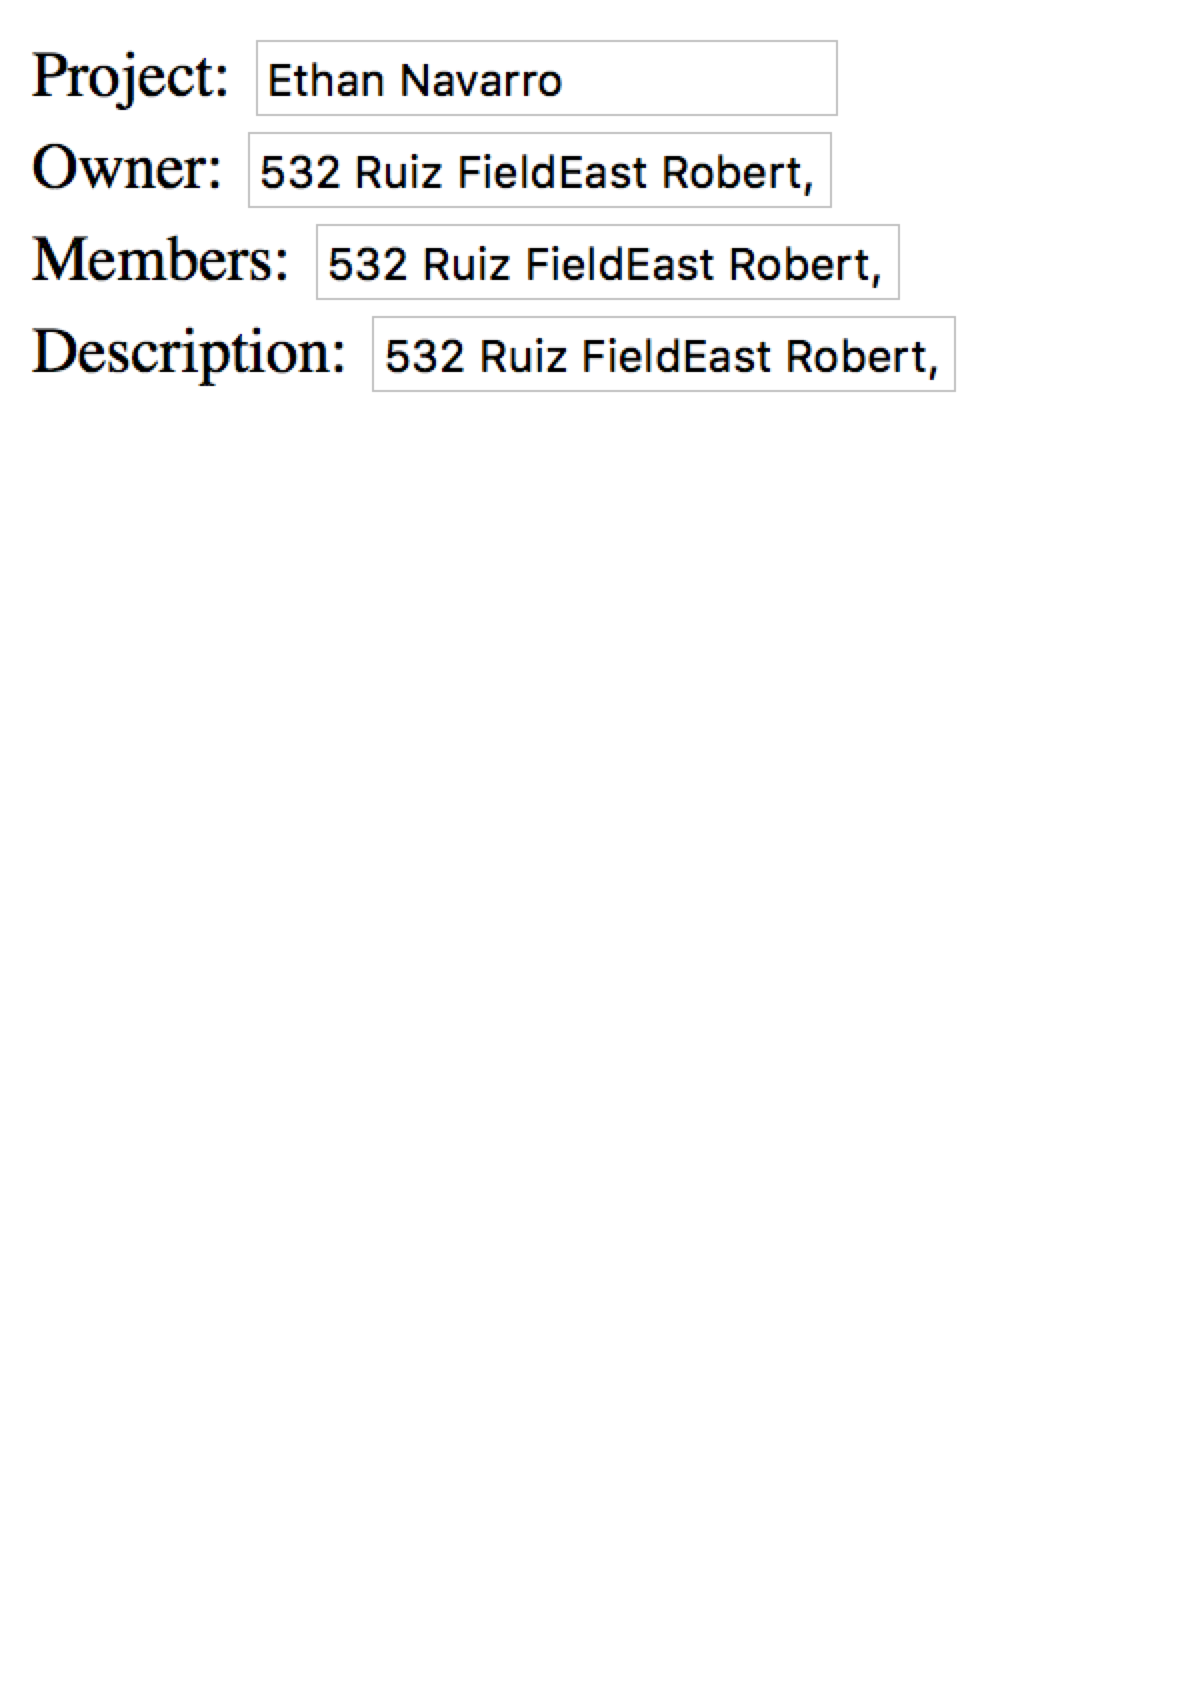 Project: Ethan Navarro
Owner: 532 Ruiz FieldEast Robert,
Members: 532 Ruiz FieldEast Robert,
Description: 532 Ruiz FieldEast Robert,